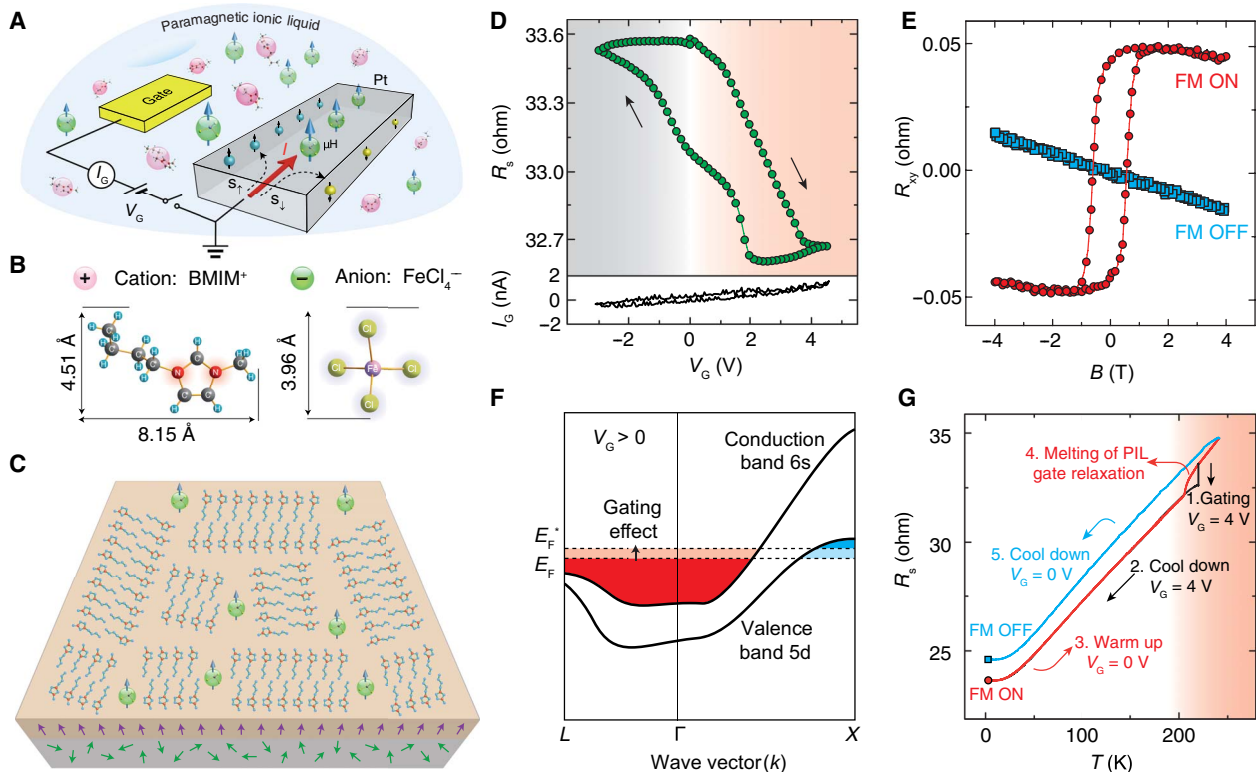 A
Paramagnetic ionic liquid
Pt
Gate
I
μH
S↑
S↓
I_G
V_G
B
+ Cation: BMIM+
− Anion: FeCl4−
4.51 Å
8.15 Å
3.96 Å
H
C
N
Cl
Fe
Cl
Cl
Cl
C
D
33.6
33.3
33.0
32.7
R_s (ohm)
2
0
−2
I_G (nA)
−2 0 2 4
V_G (V)
E
0.05
0.00
−0.05
R_xy (ohm)
FM ON
FM OFF
−4 −2 0 2 4
B (T)
F
V_G > 0
Conduction
band 6s
Gating
effect
E_F*
E_F
Valence
band 5d
L Γ X
Wave vector (k)
G
35
30
25
R_s (ohm)
4. Melting of PIL
gate relaxation
1.Gating
V_G = 4 V
5. Cool down
V_G = 0 V
2. Cool down
V_G = 4 V
FM OFF
3. Warm up
V_G = 0 V
FM ON
0 100 200
T (K)